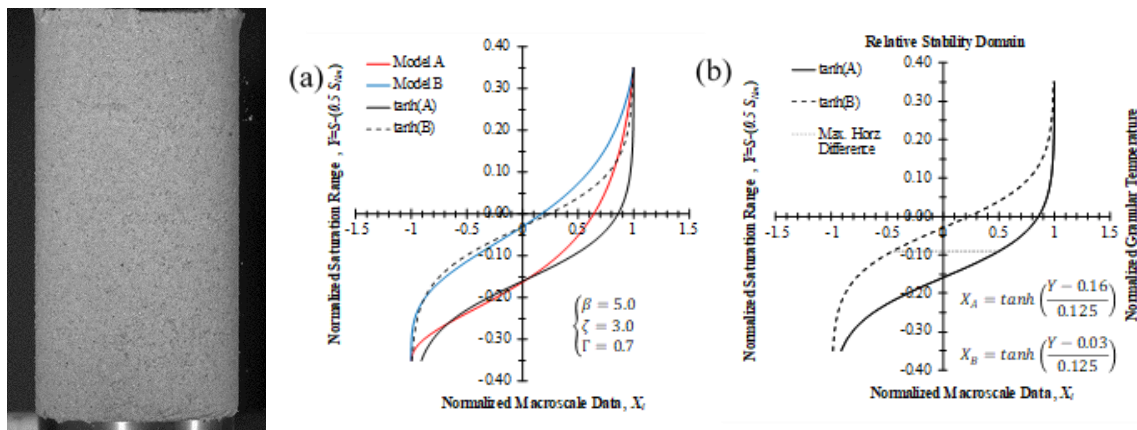 (a)
Model A
Model B
tanh(A)
tanh(B)
Normalized Saturation Range , Y=S-(0.5 S_Max)
0.40
0.30
0.20
0.10
0.00
-0.10
-0.20
-0.30
-0.40
-1.5 -1 -0.5 0 0.5 1 1.5
β = 5.0
ζ = 3.0
Γ = 0.7
Normalized Macroscale Data, Xᵢ
Relative Stability Domain
(b)
tanh(A)
tanh(B)
Max. Horz
Difference
Normalized Saturation Range , Y=S-(0.5 S_Max)
0.40
0.30
0.20
0.10
0.00
-0.10
-0.20
-0.30
-0.40
-1.5 -1 -0.5 0 0.5 1 1.5
X_A = tanh (Y − 0.16 / 0.125)
X_B = tanh (Y − 0.03 / 0.125)
Normalized Macroscale Data, Xᵢ
Normalized Granular Temperature